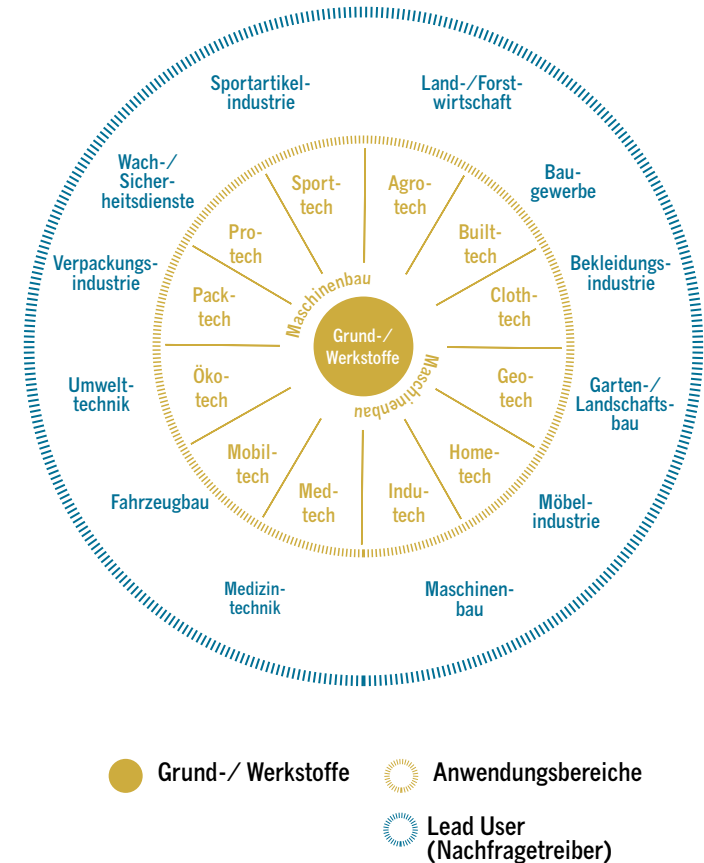 Sportartikel-
industrie
Land-/Forst-
wirtschaft
Wach-/
Sicher-
heitsdienste
Bau-
gewerbe
Verpackungs-
industrie
Bekleidungs-
industrie
Umwelt-
technik
Garten-/
Landschafts-
bau
Fahrzeugbau
Möbel-
industrie
Medizin-
technik
Maschinen-
bau
Sport-
tech
Agro-
tech
Pro-
tech
Built-
tech
Pack-
tech
Cloth-
tech
Öko-
tech
Geo-
tech
Mobil-
tech
Home-
tech
Med-
tech
Indu-
tech
Maschinenbau
Grund-/
Werkstoffe
Maschinenbau
Grund-/ Werkstoffe
Anwendungsbereiche
Lead User
(Nachfragetreiber)